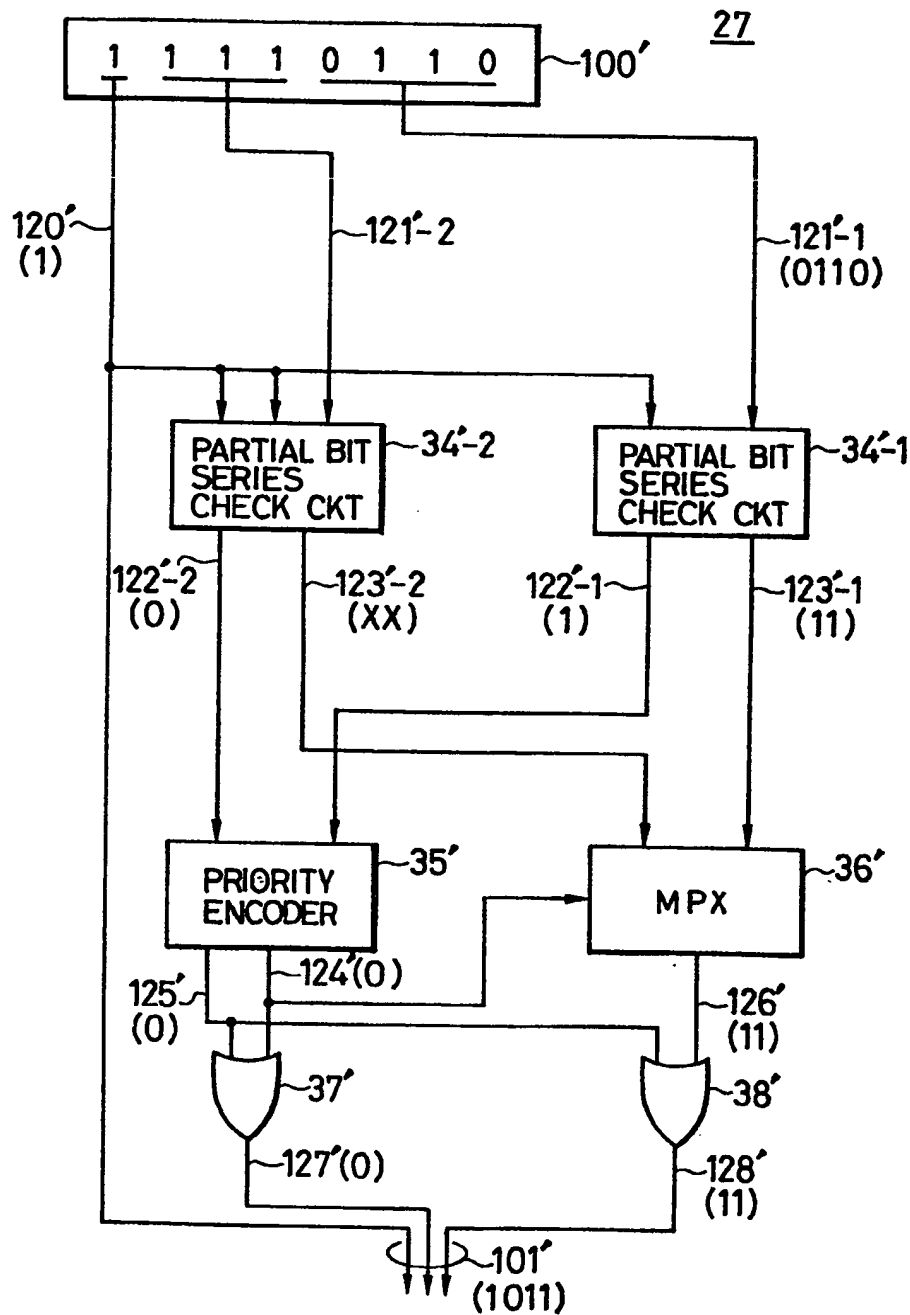 27
1 1 1 1 0 1 1 0
100'
120'
(1)
121'-2
121'-1
(0110)
PARTIAL BIT
SERIES
CHECK CKT
34'-2
PARTIAL BIT
SERIES
CHECK CKT
34'-1
122'-2
(0)
123'-2
(XX)
122'-1
(1)
123'-1
(11)
PRIORITY
ENCODER
35'
MPX
36'
125'
(0)
124'(0)
126'
(11)
37'
38'
127'(0)
128'
(11)
101'
(1011)